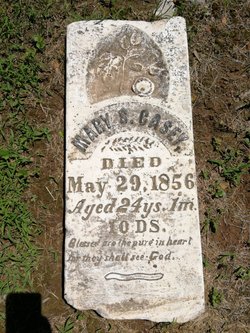 MARY S. CASEY,
DIED
May 29, 1856
Aged 24ys. 1m
10 DS.
Blessed are the pure in heart
for they shall see God.